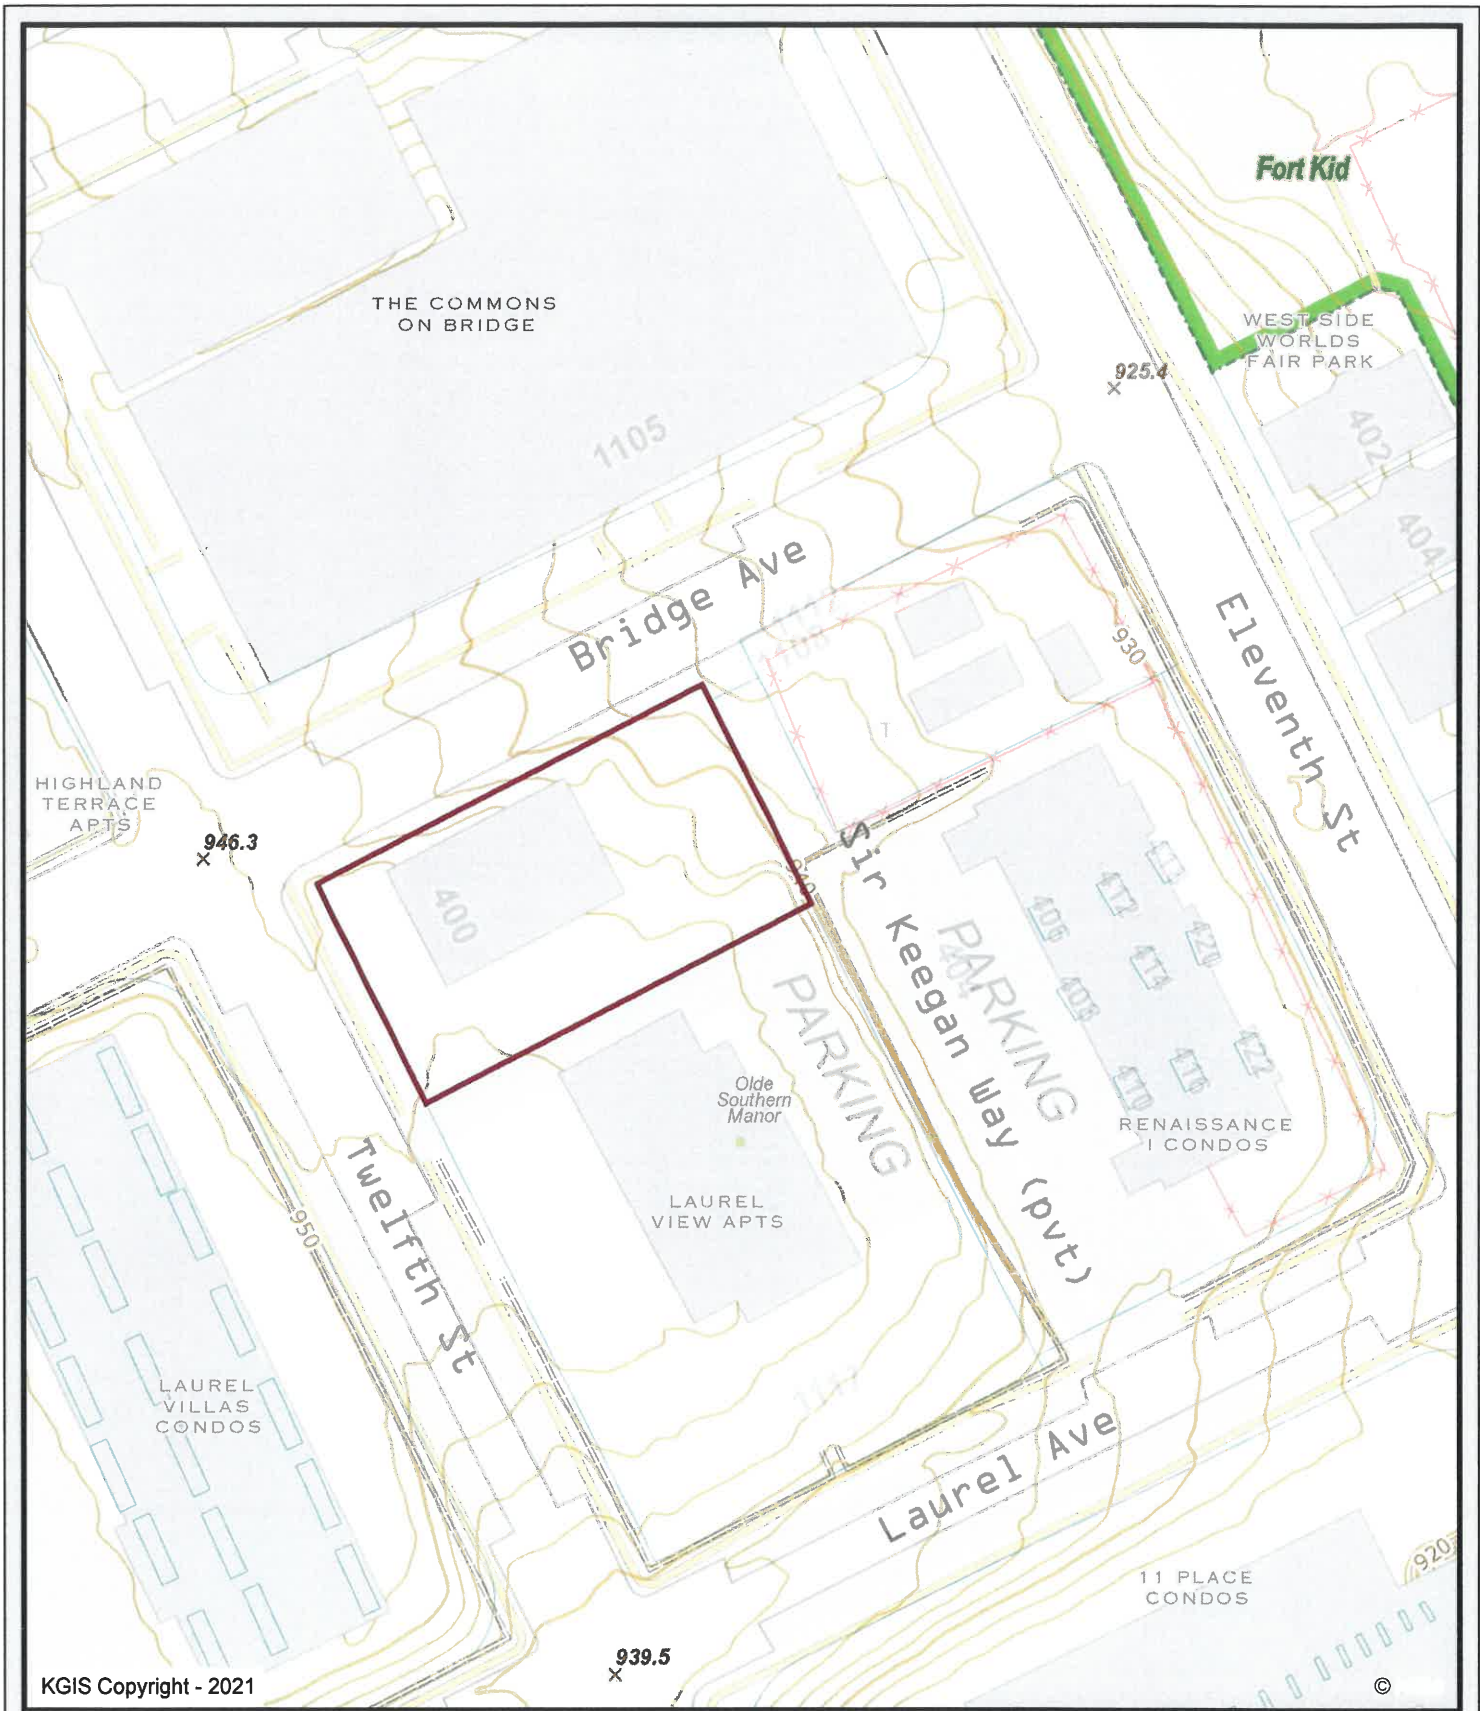 Fort Kid
THE COMMONS
ON BRIDGE
WEST SIDE
WORLDS
FAIR PARK
925.4
402
1105
404
Bridge Ave
Eleventh St
930
T
HIGHLAND
TERRACE
APTS
946.3
400
940
Sir Keegan Way (pvt)
PARKING
PARKING
406
412
420
414
408
422
416
410
Olde
Southern
Manor
RENAISSANCE
I CONDOS
LAUREL
VIEW APTS
Twelfth St
950
LAUREL
VILLAS
CONDOS
1117
Laurel Ave
920
11 PLACE
CONDOS
939.5
KGIS Copyright - 2021
©